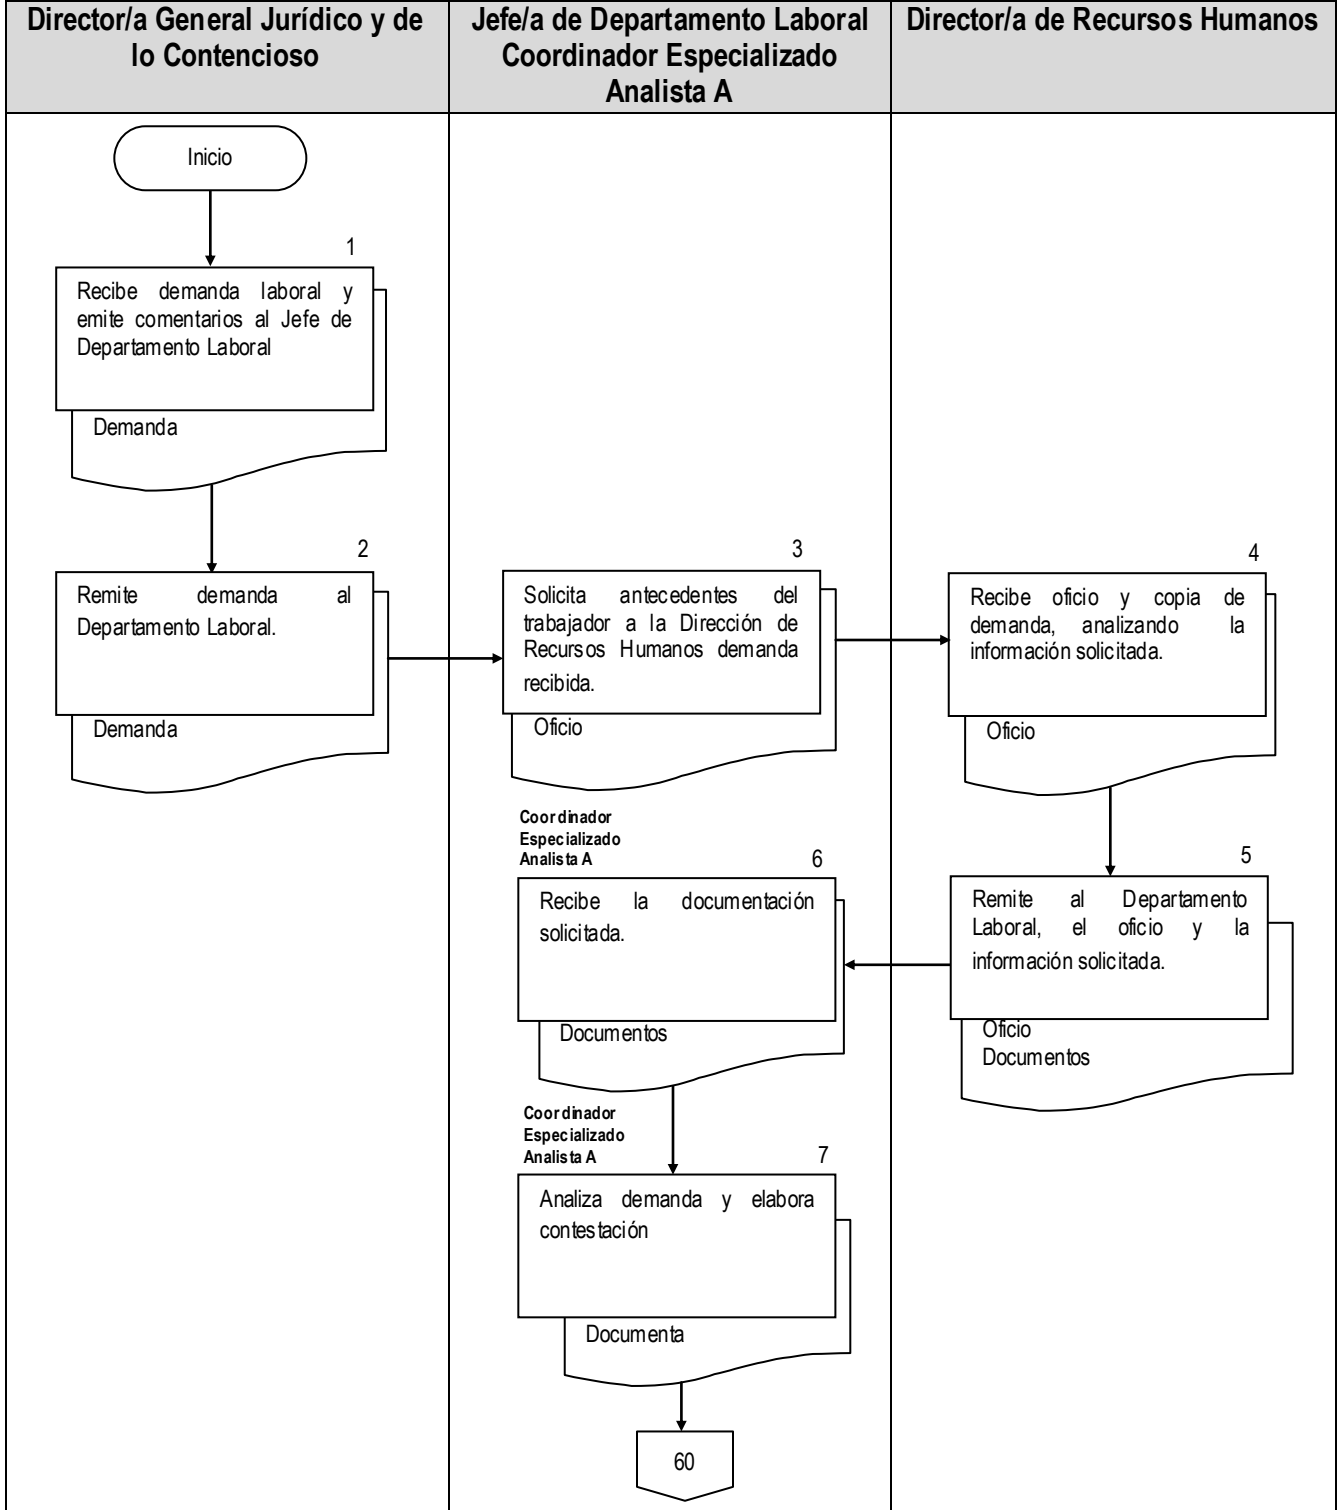 Director/a General Jurídico y de
lo Contencioso
Jefe/a de Departamento Laboral
Coordinador Especializado
Analista A
Director/a de Recursos Humanos
Inicio
1
Recibe demanda laboral y
emite comentarios al Jefe de
Departamento Laboral
Demanda
2
Remite demanda al
Departamento Laboral.
Demanda
3
Solicita antecedentes del
trabajador a la Dirección de
Recursos Humanos demanda
recibida.
Oficio
4
Recibe oficio y copia de
demanda, analizando la
información solicitada.
Oficio
5
Remite al Departamento
Laboral, el oficio y la
información solicitada.
Oficio
Documentos
Coordinador
Especializado
Analista A
6
Recibe la documentación
solicitada.
Documentos
Coordinador
Especializado
Analista A
7
Analiza demanda y elabora
contestación
Documenta
60